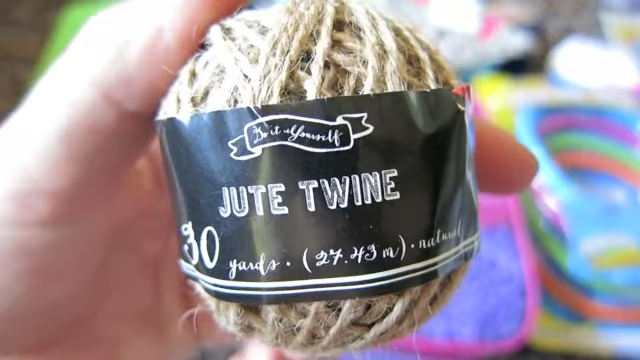 Do it Yourself
JUTE TWINE
30 yards • (27.43 m) • natural